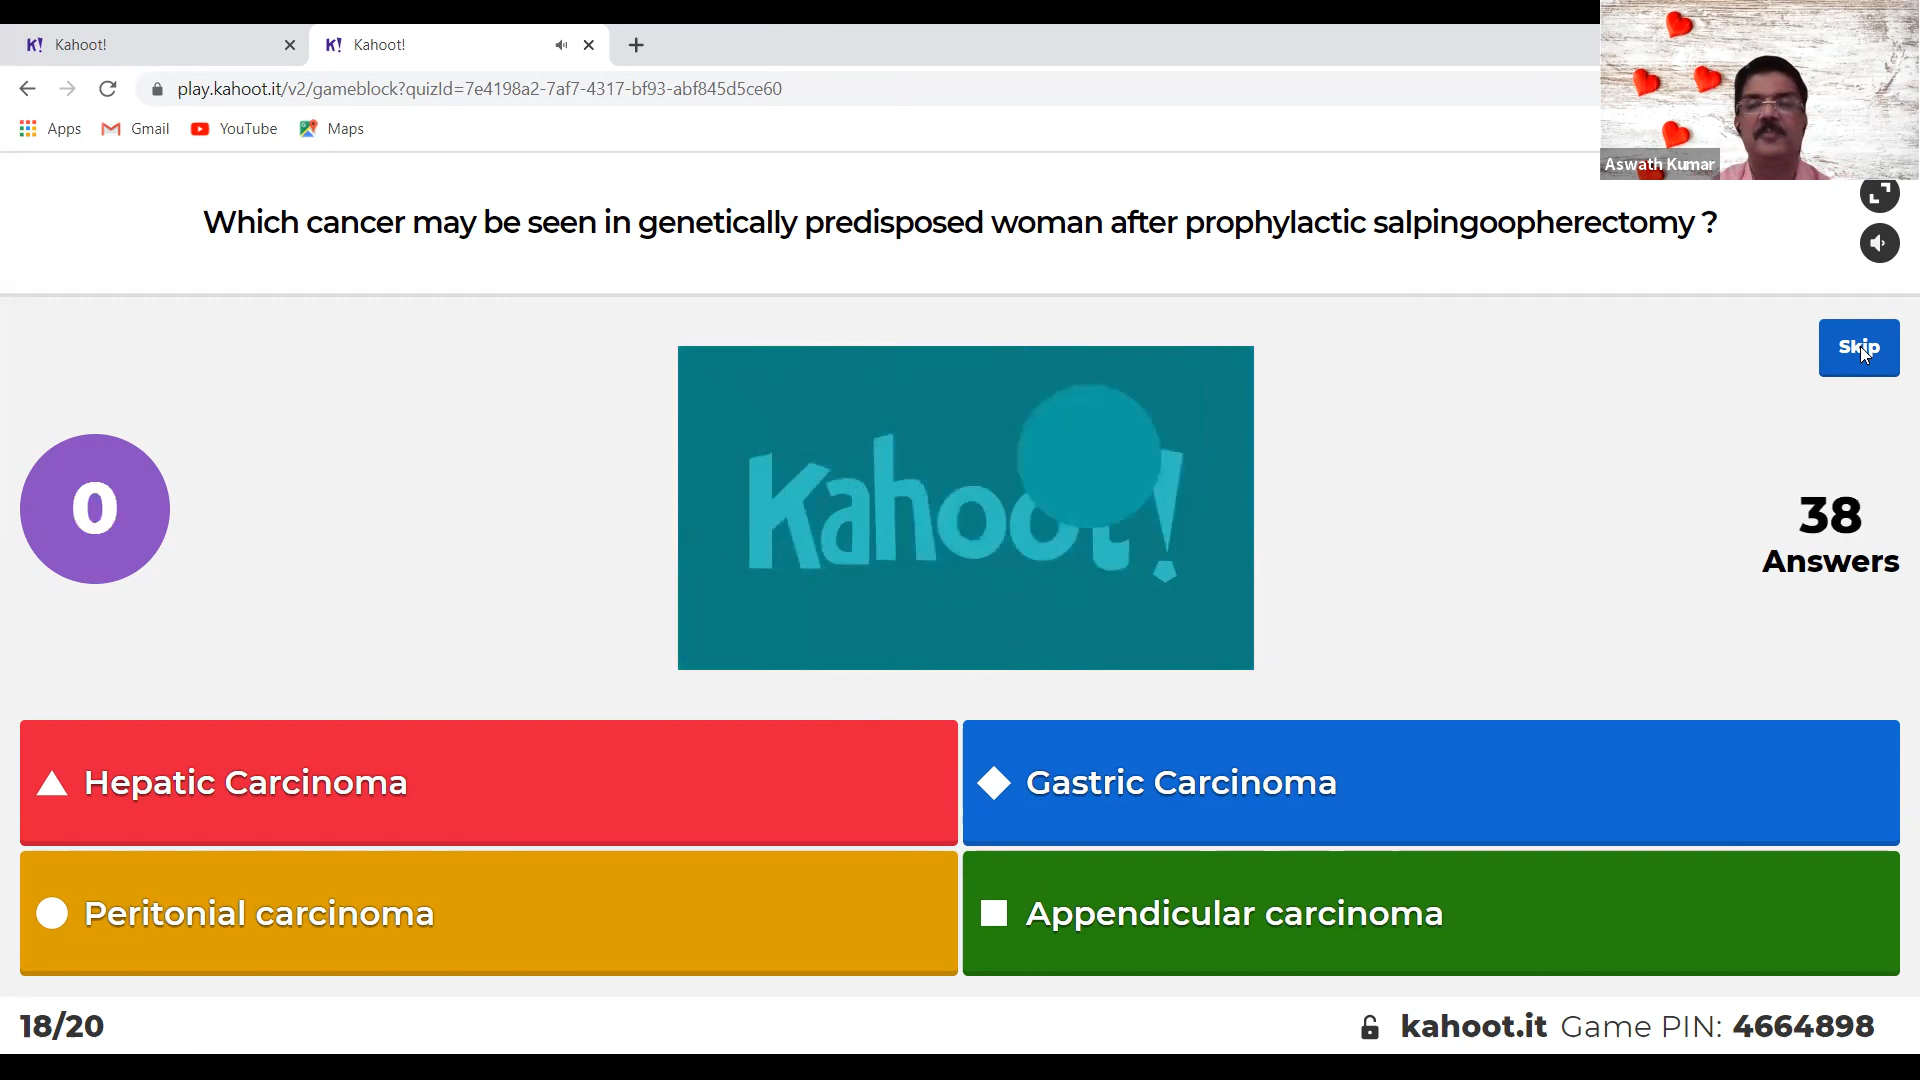 K! Kahoot!
K! Kahoot!
play.kahoot.it/v2/gameblock?quizId=7e4198a2-7af7-4317-bf93-abf845d5ce60
Apps Gmail YouTube Maps
Aswath Kumar
Which cancer may be seen in genetically predisposed woman after prophylactic salpingoopherectomy ?
Skip
Kahoot!
0
38
Answers
Hepatic Carcinoma
Gastric Carcinoma
Peritonial carcinoma
Appendicular carcinoma
18/20
kahoot.it Game PIN: 4664898